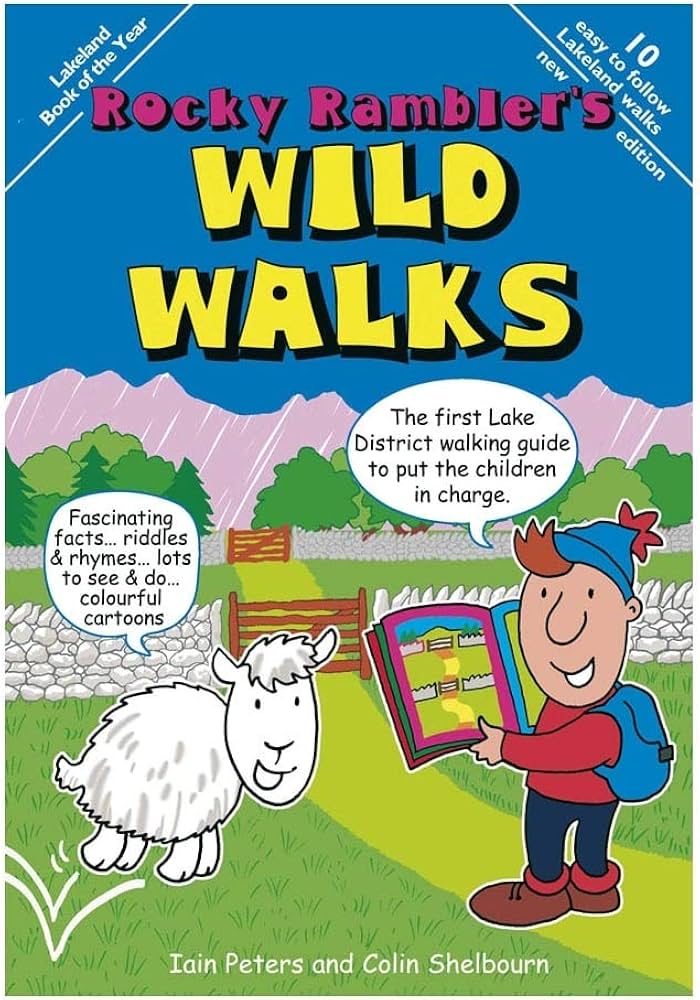 Lakeland
Book of the Year
10
easy to follow
Lakeland walks
new edition
Rocky Rambler's
WILD
WALKS
The first Lake
District walking guide
to put the children
in charge.
Fascinating
facts... riddles
& rhymes... lots
to see & do...
colourful
cartoons
Iain Peters and Colin Shelbourn